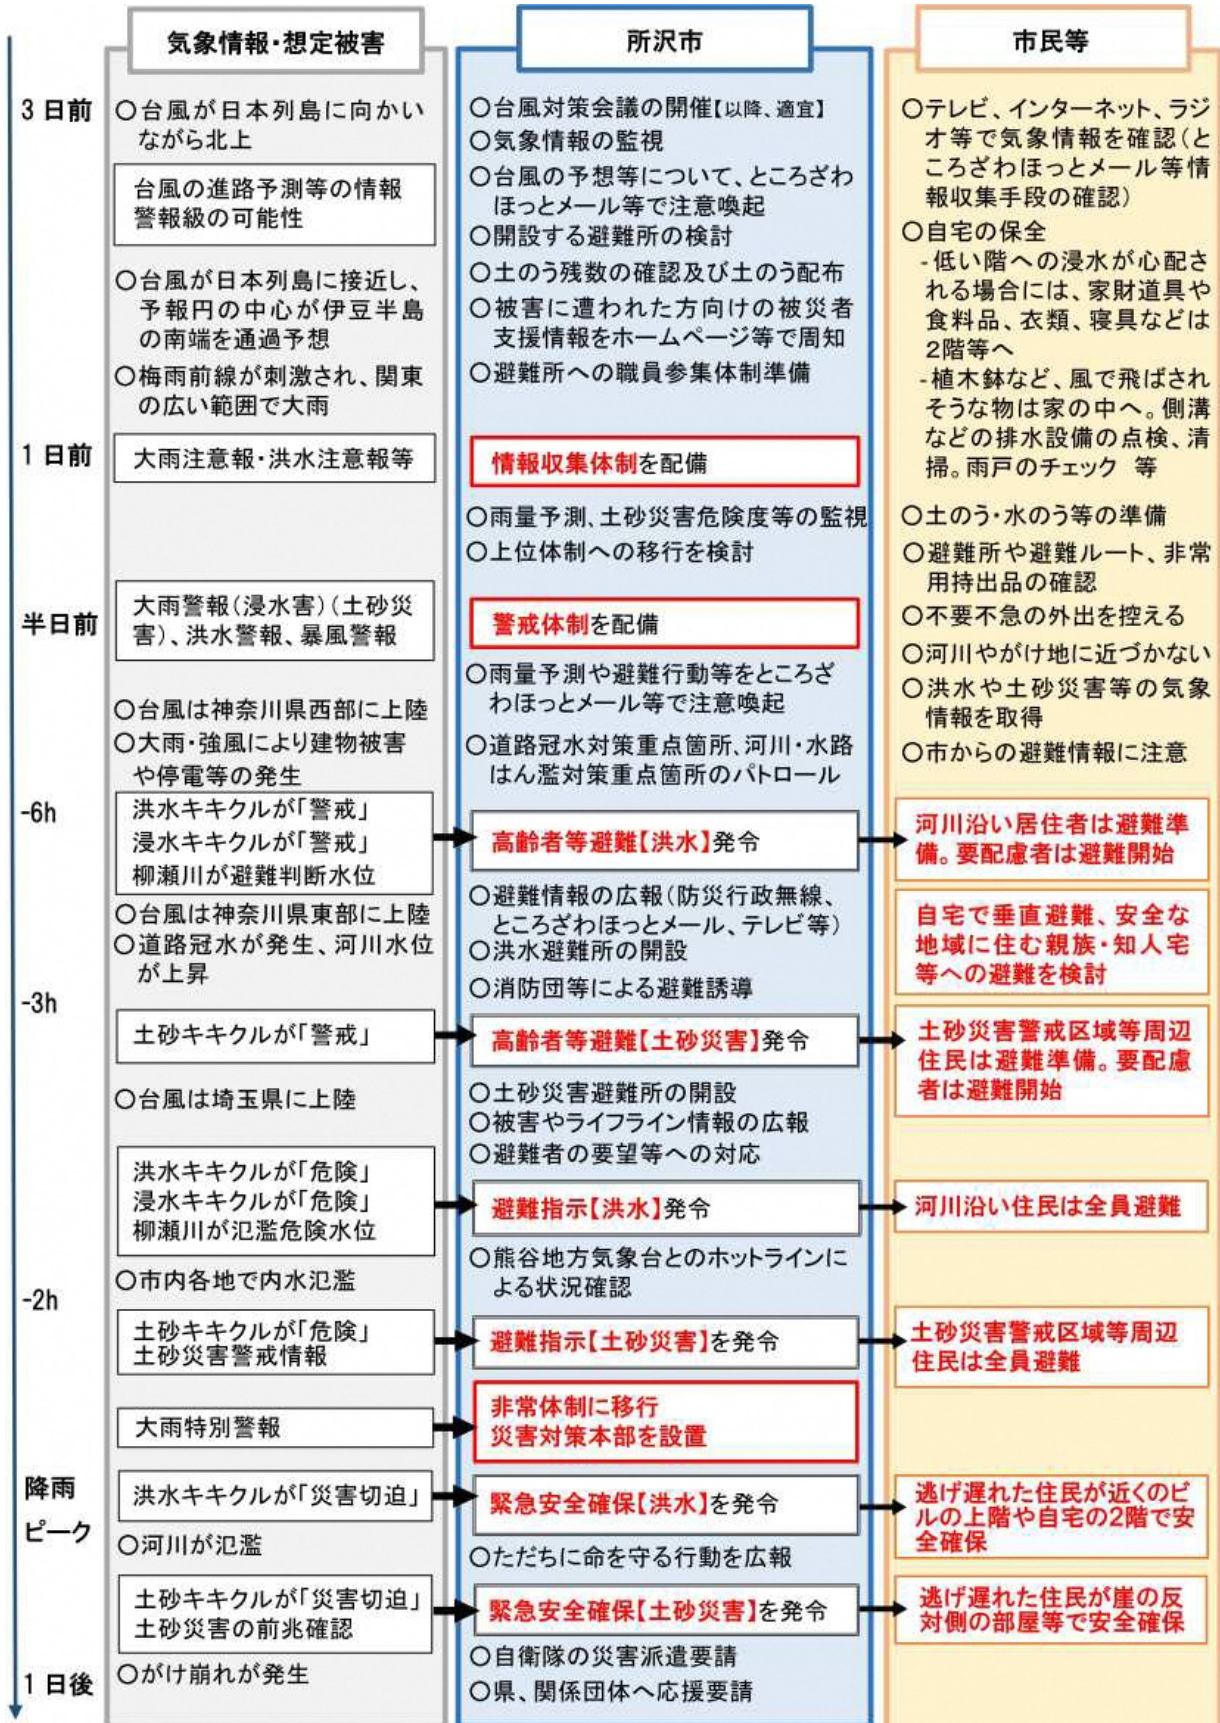 気象情報・想定被害
所沢市
市民等
3日前
○台風が日本列島に向かい
ながら北上
台風の進路予測等の情報
警報級の可能性
○台風が日本列島に接近し、
予報円の中心が伊豆半島
の南端を通過予想
○梅雨前線が刺激され、関東
の広い範囲で大雨
○台風対策会議の開催【以降、適宜】
○気象情報の監視
○台風の予想等について、ところざわ
ほっとメール等で注意喚起
○開設する避難所の検討
○土のう残数の確認及び土のう配布
○被害に遭われた方向けの被災者
支援情報をホームページ等で周知
○避難所への職員参集体制準備
○テレビ、インターネット、ラジ
オ等で気象情報を確認(と
ころざわほっとメール等情
報収集手段の確認)
○自宅の保全
-低い階への浸水が心配さ
れる場合には、家財道具や
食料品、衣類、寝具などは
2階等へ
-植木鉢など、風で飛ばされ
そうな物は家の中へ。側溝
などの排水設備の点検、清
掃。雨戸のチェック 等
1日前
大雨注意報・洪水注意報等
情報収集体制を配備
○雨量予測、土砂災害危険度等の監視
○上位体制への移行を検討
○土のう・水のう等の準備
○避難所や避難ルート、非常
用持出品の確認
○不要不急の外出を控える
○河川やがけ地に近づかない
○洪水や土砂災害等の気象
情報を取得
○市からの避難情報に注意
半日前
大雨警報(浸水害)(土砂災
害)、洪水警報、暴風警報
警戒体制を配備
○雨量予測や避難行動等をところざ
わほっとメール等で注意喚起
○道路冠水対策重点箇所、河川・水路
はん濫対策重点箇所のパトロール
○台風は神奈川県西部に上陸
○大雨・強風により建物被害
や停電等の発生
-6h
洪水キキクルが「警戒」
浸水キキクルが「警戒」
柳瀬川が避難判断水位
高齢者等避難【洪水】発令
河川沿い居住者は避難準
備。要配慮者は避難開始
○台風は神奈川県東部に上陸
○道路冠水が発生、河川水位
が上昇
○避難情報の広報(防災行政無線、
ところざわほっとメール、テレビ等)
○洪水避難所の開設
○消防団等による避難誘導
自宅で垂直避難、安全な
地域に住む親族・知人宅
等への避難を検討
-3h
土砂キキクルが「警戒」
高齢者等避難【土砂災害】発令
土砂災害警戒区域等周辺
住民は避難準備。要配慮
者は避難開始
○台風は埼玉県に上陸
○土砂災害避難所の開設
○被害やライフライン情報の広報
○避難者の要望等への対応
洪水キキクルが「危険」
浸水キキクルが「危険」
柳瀬川が氾濫危険水位
避難指示【洪水】発令
河川沿い住民は全員避難
○市内各地で内水氾濫
○熊谷地方気象台とのホットラインに
よる状況確認
-2h
土砂キキクルが「危険」
土砂災害警戒情報
避難指示【土砂災害】を発令
土砂災害警戒区域等周辺
住民は全員避難
大雨特別警報
非常体制に移行
災害対策本部を設置
降雨
ピーク
洪水キキクルが「災害切迫」
緊急安全確保【洪水】を発令
逃げ遅れた住民が近くのビ
ルの上階や自宅の2階で安
全確保
○河川が氾濫
○ただちに命を守る行動を広報
土砂キキクルが「災害切迫」
土砂災害の前兆確認
緊急安全確保【土砂災害】を発令
逃げ遅れた住民が崖の反
対側の部屋等で安全確保
1日後
○がけ崩れが発生
○自衛隊の災害派遣要請
○県、関係団体へ応援要請